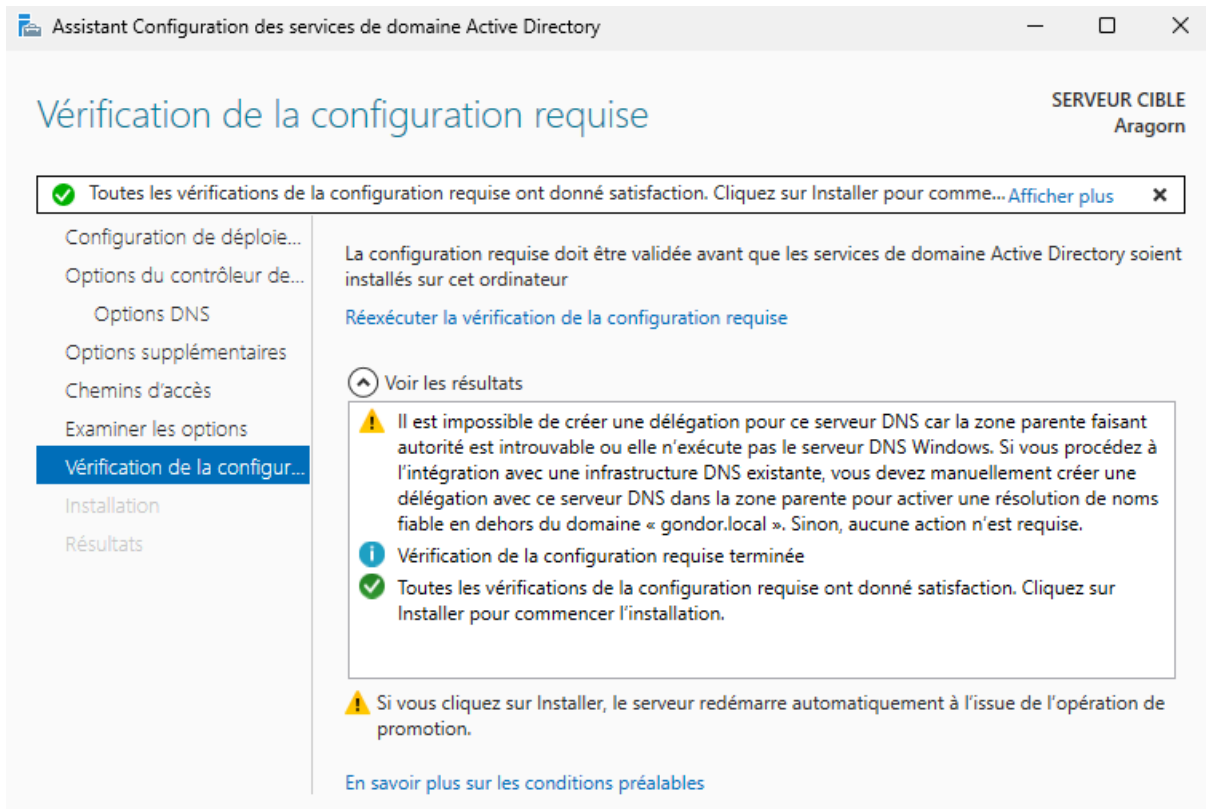 Assistant Configuration des services de domaine Active Directory
Vérification de la configuration requise
SERVEUR CIBLE
Aragorn
Toutes les vérifications de la configuration requise ont donné satisfaction. Cliquez sur Installer pour comme... Afficher plus
Configuration de déploie...
Options du contrôleur de...
Options DNS
Options supplémentaires
Chemins d'accès
Examiner les options
Vérification de la configur...
Installation
Résultats
La configuration requise doit être validée avant que les services de domaine Active Directory soient
installés sur cet ordinateur
Réexécuter la vérification de la configuration requise
Voir les résultats
Il est impossible de créer une délégation pour ce serveur DNS car la zone parente faisant
autorité est introuvable ou elle n'exécute pas le serveur DNS Windows. Si vous procédez à
l'intégration avec une infrastructure DNS existante, vous devez manuellement créer une
délégation avec ce serveur DNS dans la zone parente pour activer une résolution de noms
fiable en dehors du domaine « gondor.local ». Sinon, aucune action n'est requise.
Vérification de la configuration requise terminée
Toutes les vérifications de la configuration requise ont donné satisfaction. Cliquez sur
Installer pour commencer l'installation.
Si vous cliquez sur Installer, le serveur redémarre automatiquement à l'issue de l'opération de
promotion.
En savoir plus sur les conditions préalables